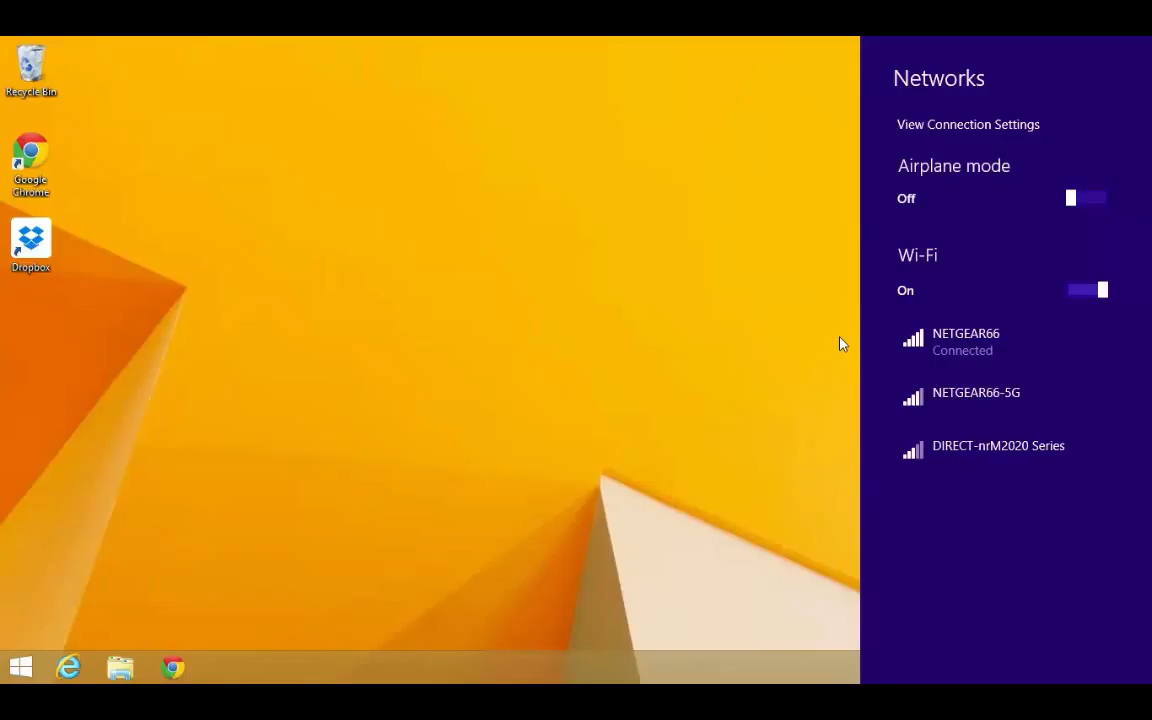 Recycle Bin
Google
Chrome
Dropbox
Networks
View Connection Settings
Airplane mode
Off
Wi-Fi
On
NETGEAR66
Connected
NETGEAR66-5G
DIRECT-nrM2020 Series